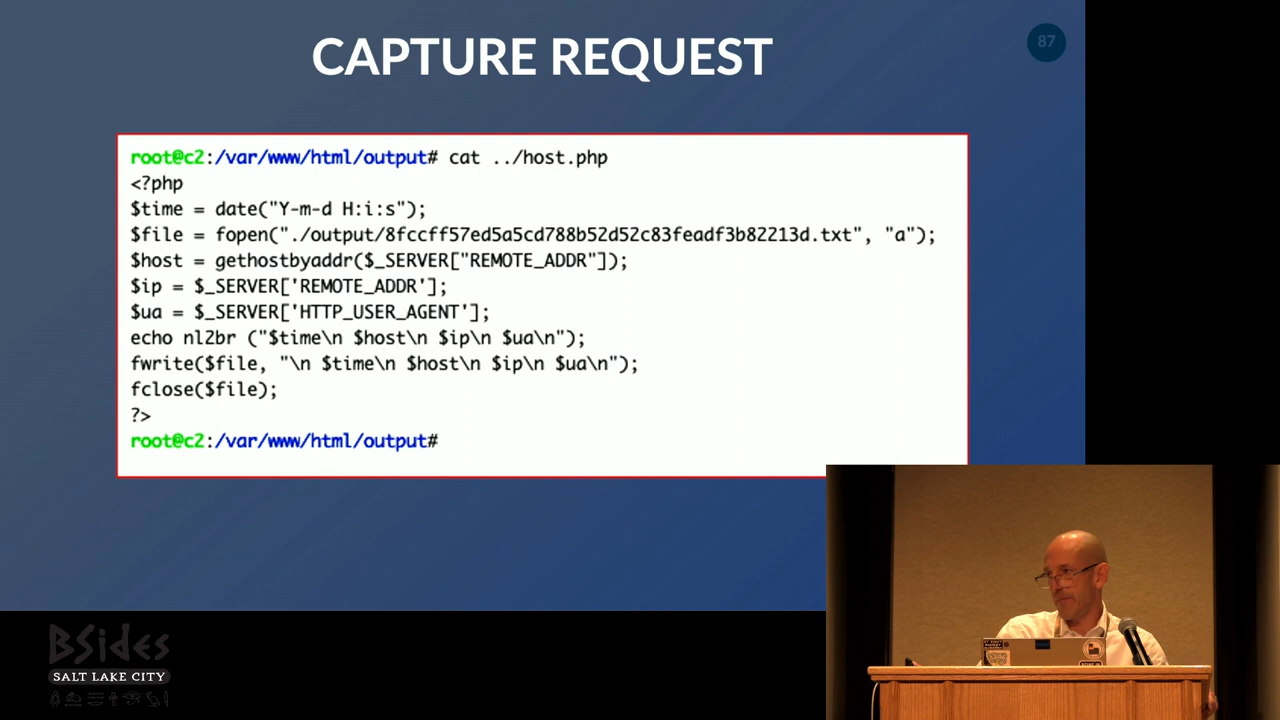 CAPTURE REQUEST
87
root@c2:/var/www/html/output# cat ../host.php
<?php
$time = date("Y-m-d H:i:s");
$file = fopen("./output/8fccff57ed5a5cd788b52d52c83feadf3b82213d.txt", "a");
$host = gethostbyaddr($_SERVER["REMOTE_ADDR"]);
$ip = $_SERVER['REMOTE_ADDR'];
$ua = $_SERVER['HTTP_USER_AGENT'];
echo nl2br ("$time\n $host\n $ip\n $ua\n");
fwrite($file, "\n $time\n $host\n $ip\n $ua\n");
fclose($file);
?>
root@c2:/var/www/html/output#
BSides
SALT LAKE CITY